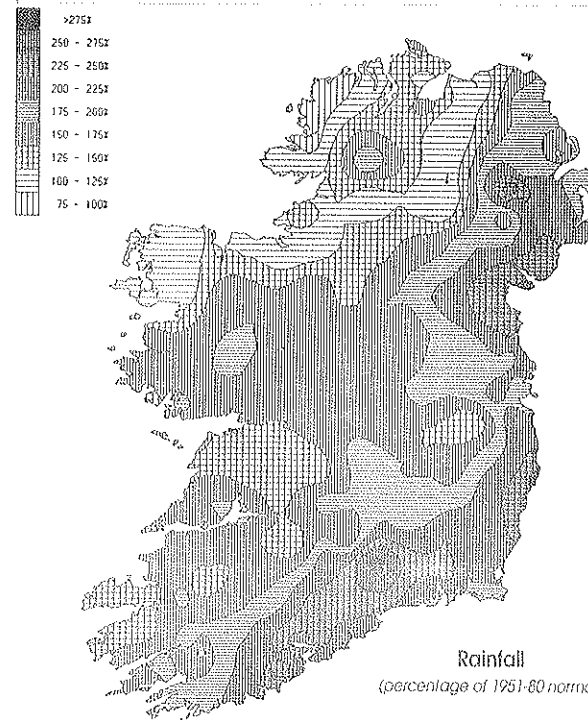 >275%
250 - 275%
225 - 250%
200 - 225%
175 - 200%
150 - 175%
125 - 150%
100 - 125%
75 - 100%
Rainfall
(percentage of 1951-80 norma